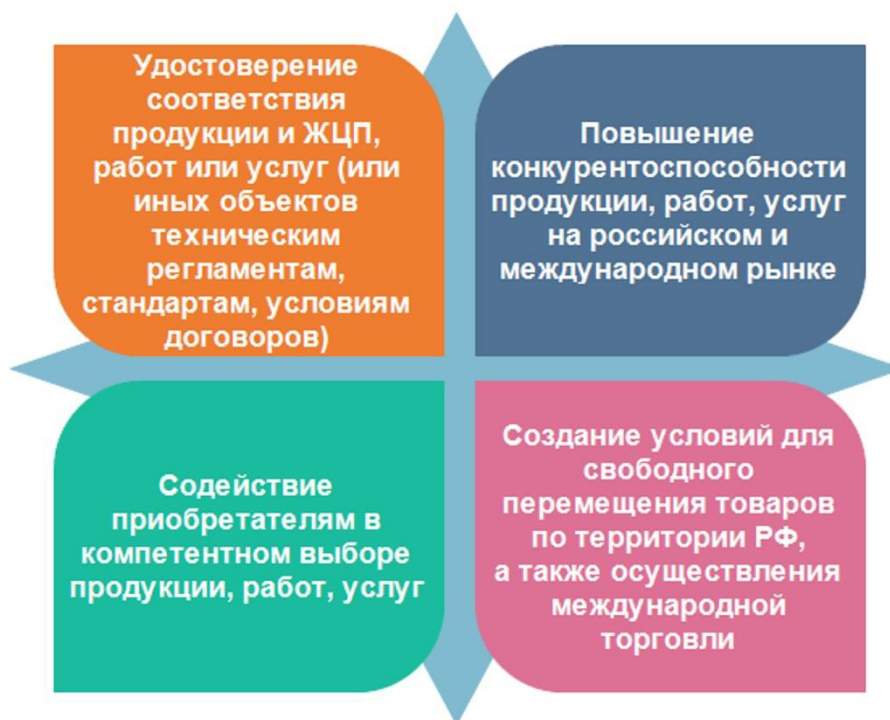 Удостоверение
соответствия
продукции и ЖЦП,
работ или услуг (или
иных объектов
техническим
регламентам,
стандартам, условиям
договоров)
Повышение
конкурентоспособности
продукции, работ, услуг
на российском и
международном рынке
Содействие
приобретателям в
компетентном выборе
продукции, работ, услуг
Создание условий для
свободного
перемещения товаров
по территории РФ,
а также осуществления
международной
торговли